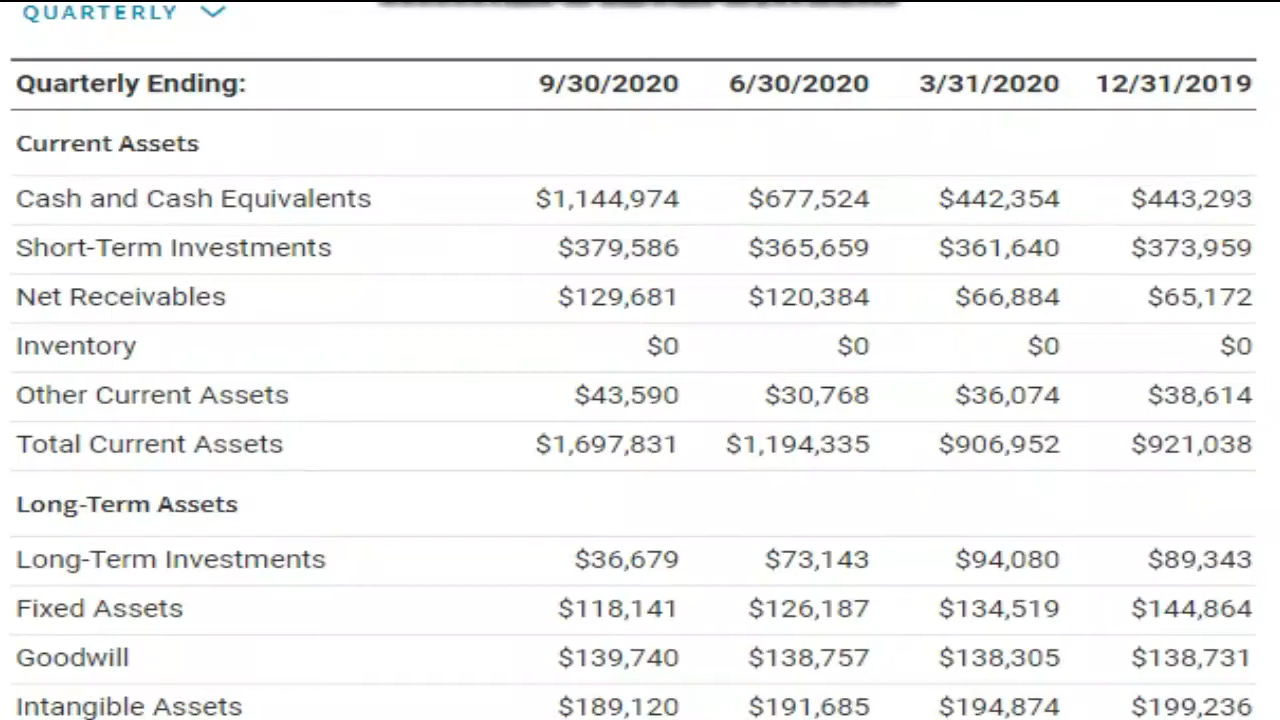 QUARTERLY
Quarterly Ending: 9/30/2020 6/30/2020 3/31/2020 12/31/2019
Current Assets
Cash and Cash Equivalents $1,144,974 $677,524 $442,354 $443,293
Short-Term Investments $379,586 $365,659 $361,640 $373,959
Net Receivables $129,681 $120,384 $66,884 $65,172
Inventory $0 $0 $0 $0
Other Current Assets $43,590 $30,768 $36,074 $38,614
Total Current Assets $1,697,831 $1,194,335 $906,952 $921,038
Long-Term Assets
Long-Term Investments $36,679 $73,143 $94,080 $89,343
Fixed Assets $118,141 $126,187 $134,519 $144,864
Goodwill $139,740 $138,757 $138,305 $138,731
Intangible Assets $189,120 $191,685 $194,874 $199,236